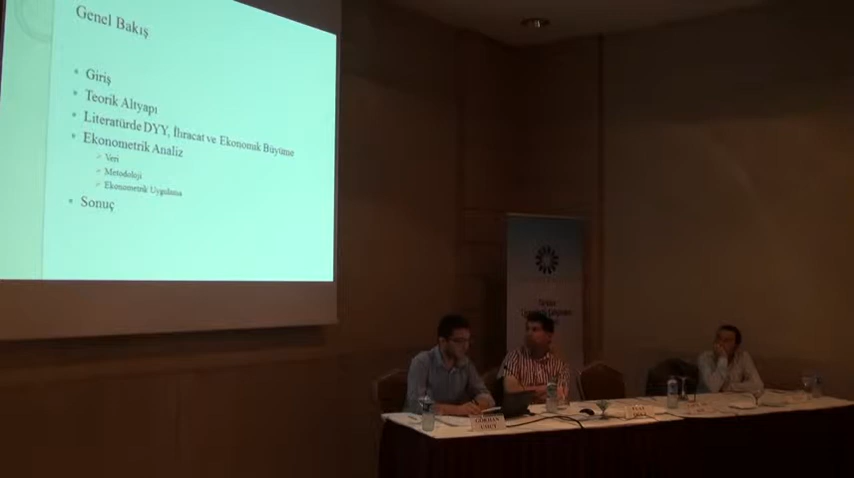 Genel Bakış
Giriş
Teorik Altyapı
Literatürde DYY, İhracat ve Ekonomik Büyüme
Ekonometrik Analiz
Veri
Metodoloji
Ekonometrik Uygulama
Sonuç